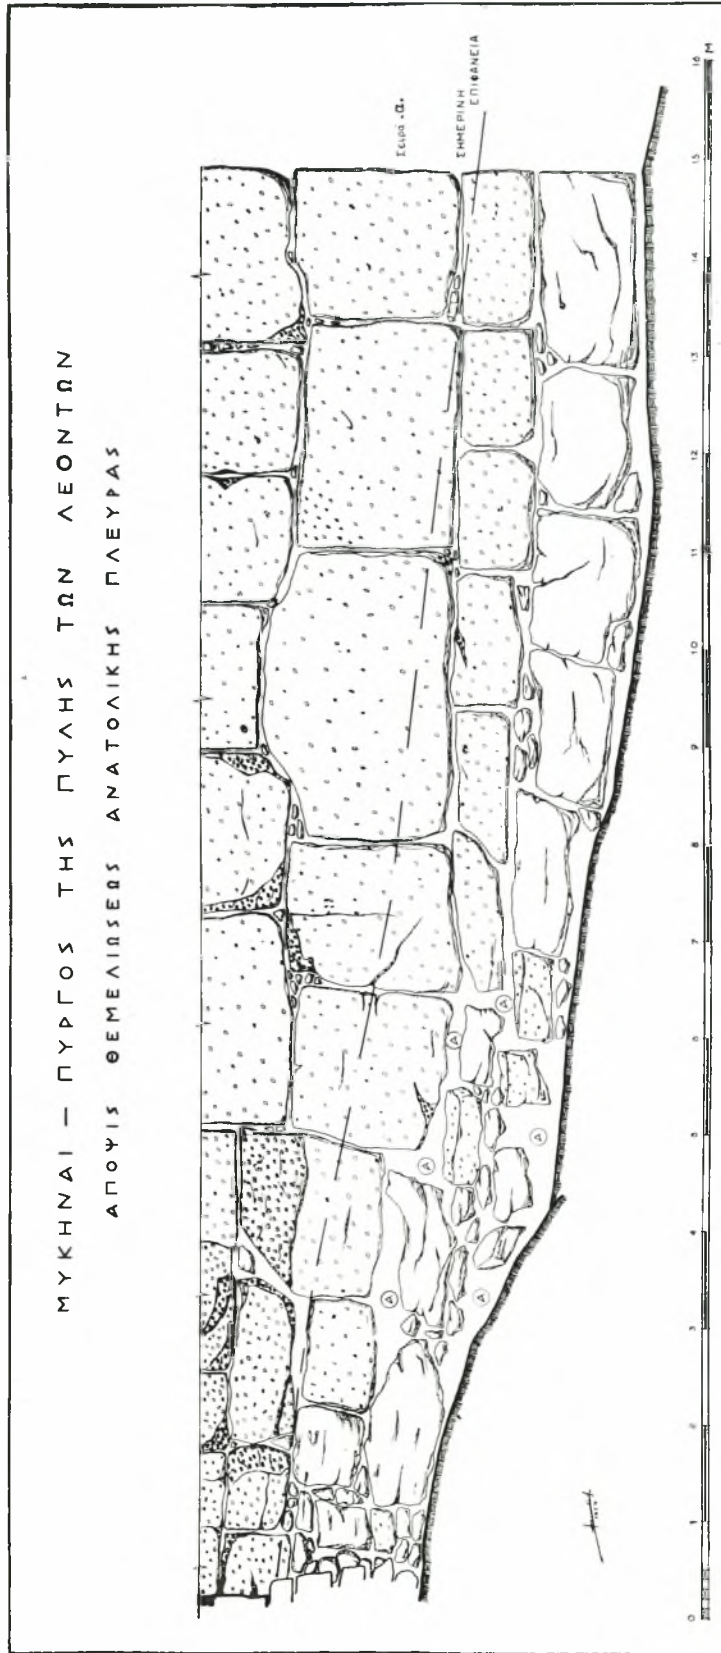 ΜΥΚΗΝΑΙ — ΠΥΡΓΟΣ ΤΗΣ ΠΥΛΗΣ ΤΩΝ ΛΕΟΝΤΩΝ
ΑΠΟΨΙΣ ΘΕΜΕΛΙΩΣΕΩΣ ΑΝΑΤΟΛΙΚΗΣ ΠΛΕΥΡΑΣ
Σειρά .α.
ΣΗΜΕΡΙΝΗ
ΕΠΙΦΑΝΕΙΑ
Α Α Α Α Α Α
0 1 2 3 4 5 6 7 8 9 10 11 12 13 14 15 16 M